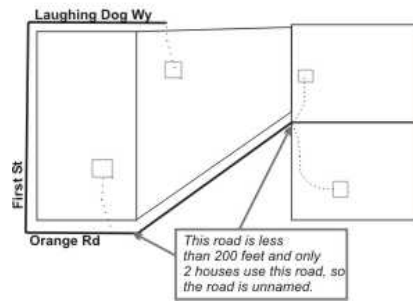 Laughing Dog Wy
First St
Orange Rd
This road is less
than 200 feet and only
2 houses use this road, so
the road is unnamed.